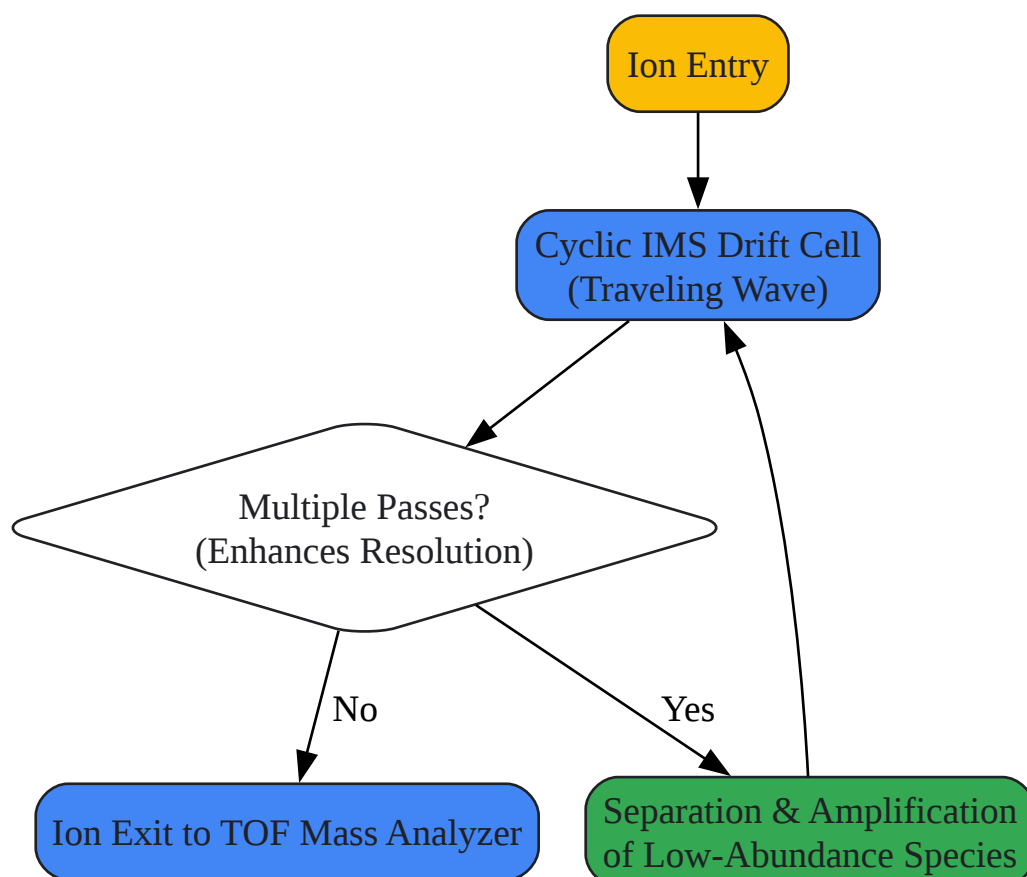 Ion Entry
Cyclic IMS Drift Cell
(Traveling Wave)
Multiple Passes?
(Enhances Resolution)
No
Yes
Ion Exit to TOF Mass Analyzer
Separation & Amplification
of Low-Abundance Species